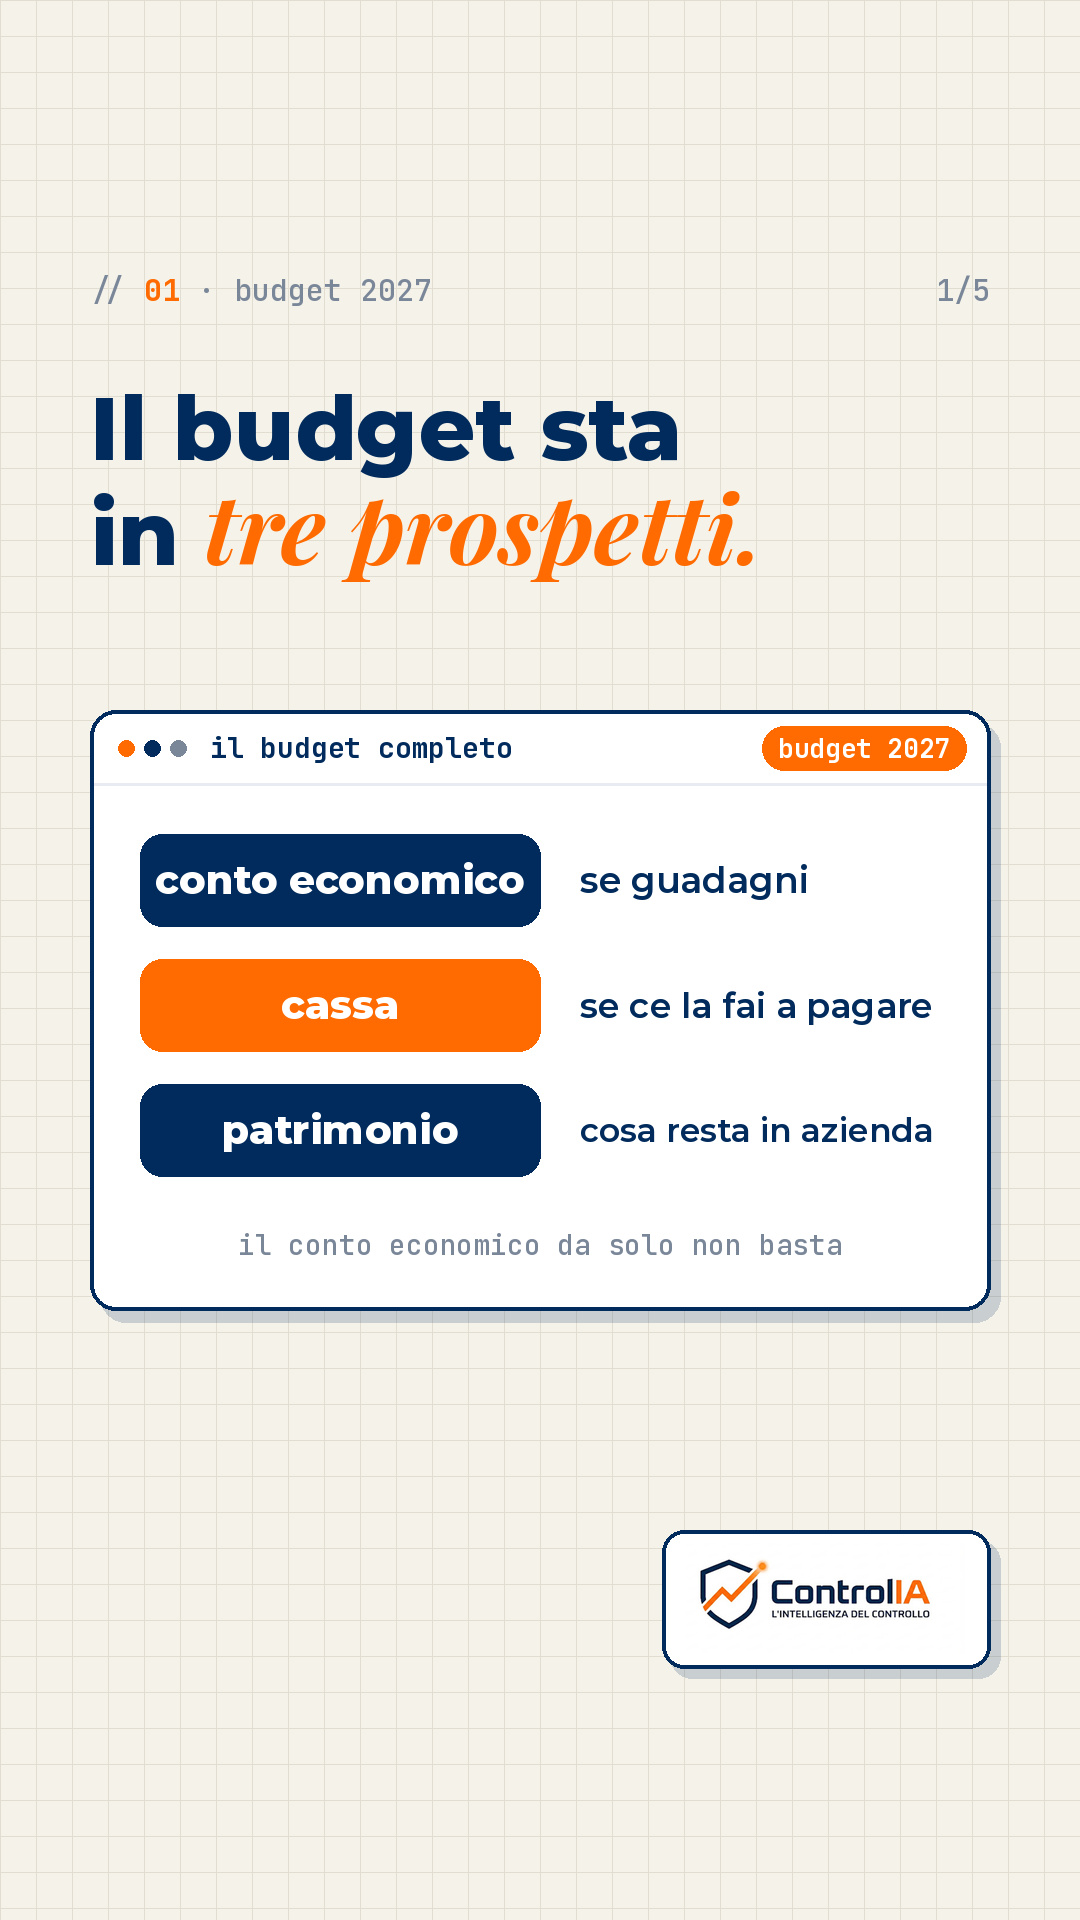 // 01 · budget 2027
1/5
Il budget sta
in tre prospetti.
il budget completo
budget 2027
conto economico
se guadagni
cassa
se ce la fai a pagare
patrimonio
cosa resta in azienda
il conto economico da solo non basta
ControlIA
L'INTELLIGENZA DEL CONTROLLO